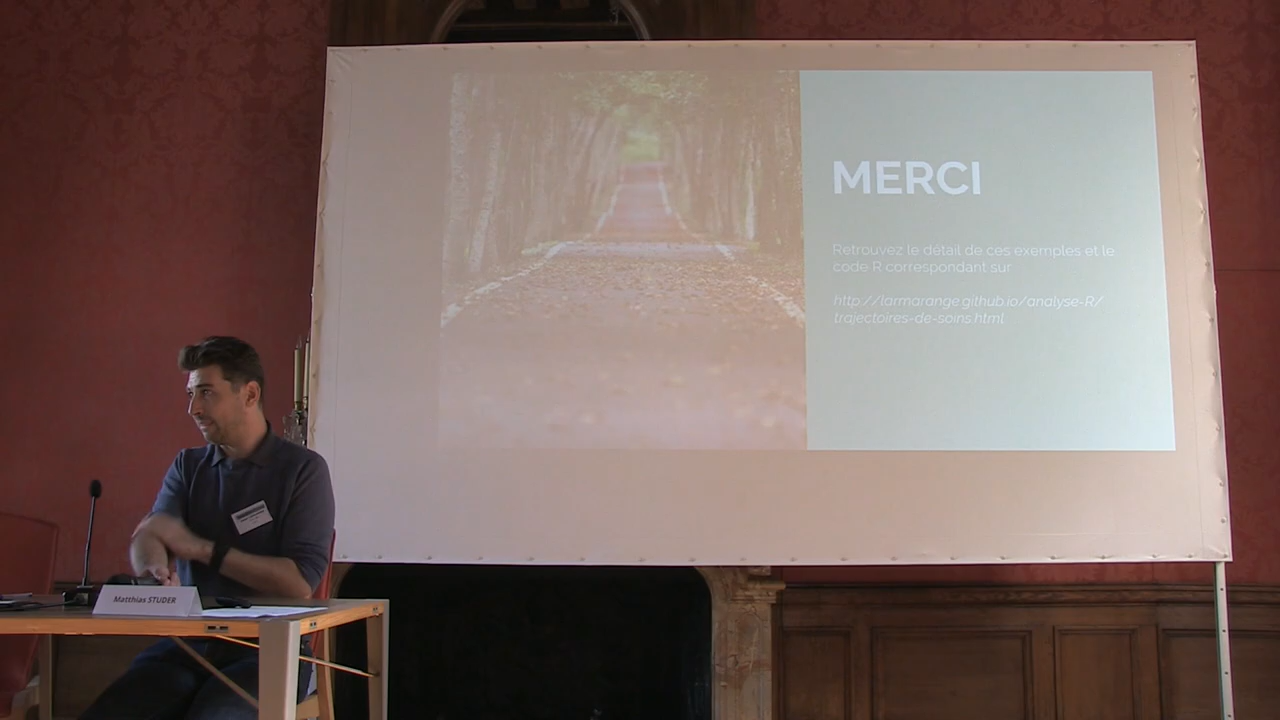 MERCI
Retrouvez le détail de ces exemples et le
code R correspondant sur
http://larmarange.github.io/analyse-R/
trajectoires-de-soins.html
Matthias STUDER